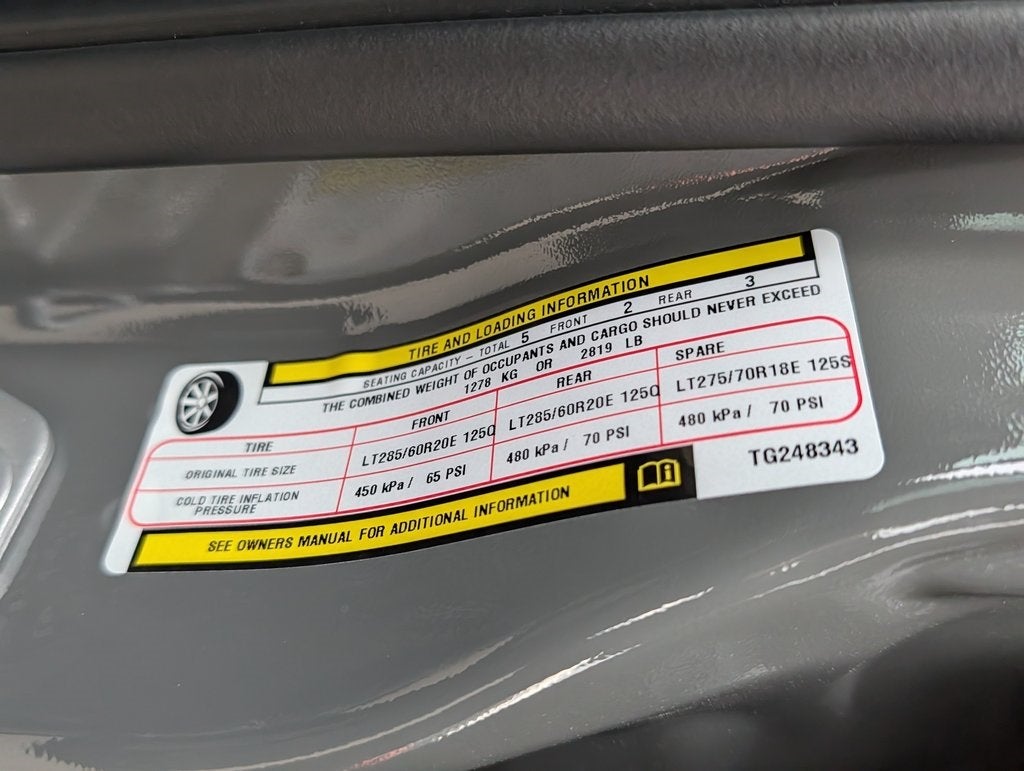 TIRE AND LOADING INFORMATION
SEATING CAPACITY - TOTAL 5 FRONT 2 REAR 3
THE COMBINED WEIGHT OF OCCUPANTS AND CARGO SHOULD NEVER EXCEED
1278 KG OR 2819 LB
TIRE FRONT REAR SPARE
ORIGINAL TIRE SIZE LT285/60R20E 125Q LT285/60R20E 125Q LT275/70R18E 125S
COLD TIRE INFLATION PRESSURE 450 kPa / 65 PSI 480 kPa / 70 PSI 480 kPa / 70 PSI
SEE OWNERS MANUAL FOR ADDITIONAL INFORMATION
TG248343